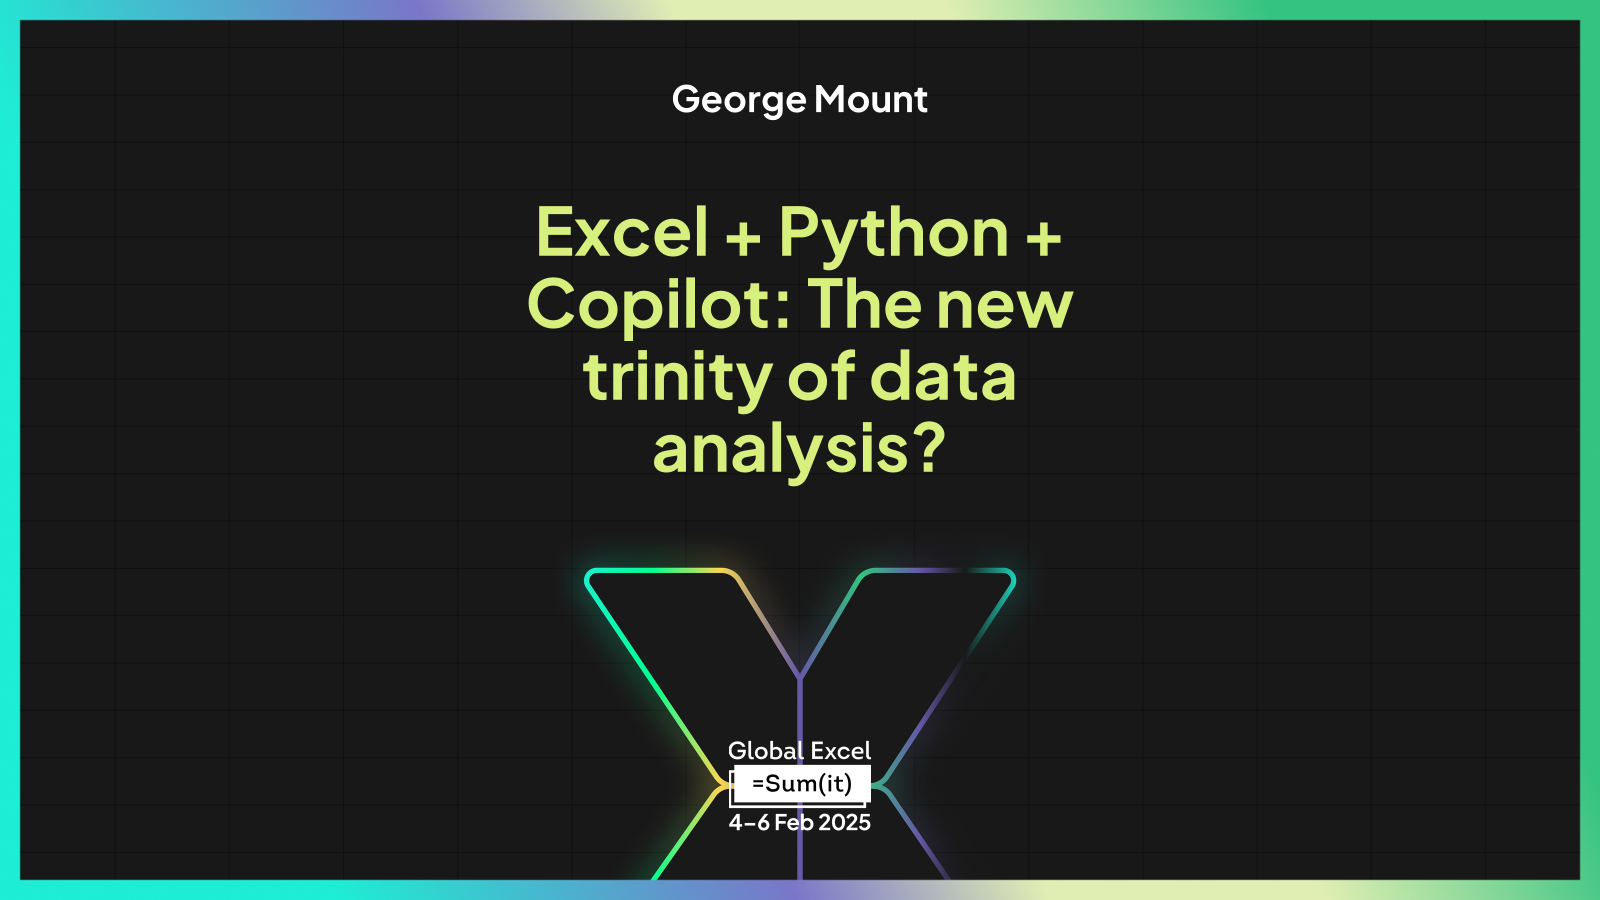 George Mount
Excel + Python +
Copilot: The new
trinity of data
analysis?
Global Excel
=Sum(it)
4–6 Feb 2025